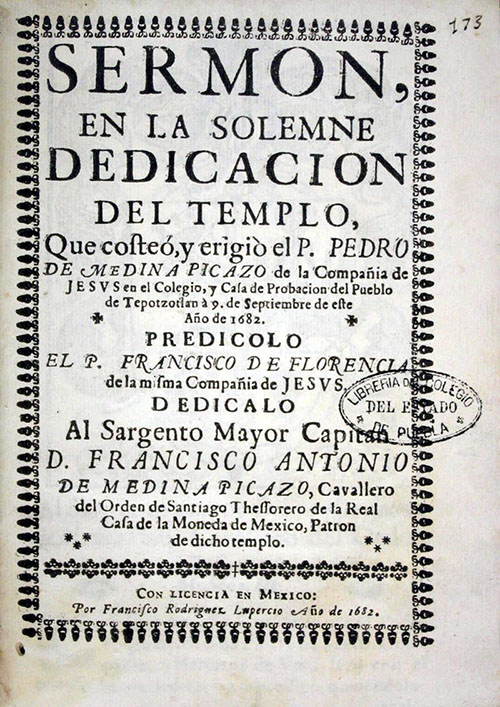 173
SERMON,
EN LA SOLEMNE
DEDICACION
DEL TEMPLO,
Que costeó, y erigiò el P. PEDRO
DE MEDINA PICAZO de la Compañia de
JESVS en el Colegio, y Casa de Probacion del Pueblo
de Tepotzotlan à 9. de Septiembre de este
Año de 1682.
PREDICOLO
EL P. FRANCISCO DE FLORENCIA
de la misma Compañia de JESVS
DEDICALO
Al Sargento Mayor Capitan
D. FRANCISCO ANTONIO
DE MEDINA PICAZO, Cavallero
del Orden de Santiago Thessorero de la Real
Casa de la Moneda de Mexico, Patron
de dicho templo.
CON LICENCIA EN MEXICO:
Por Francisco Rodriguez Lupercio Año de 1682.
LIBRERIA DEL COLEGIO
DEL ESTADO
DE PUEBLA